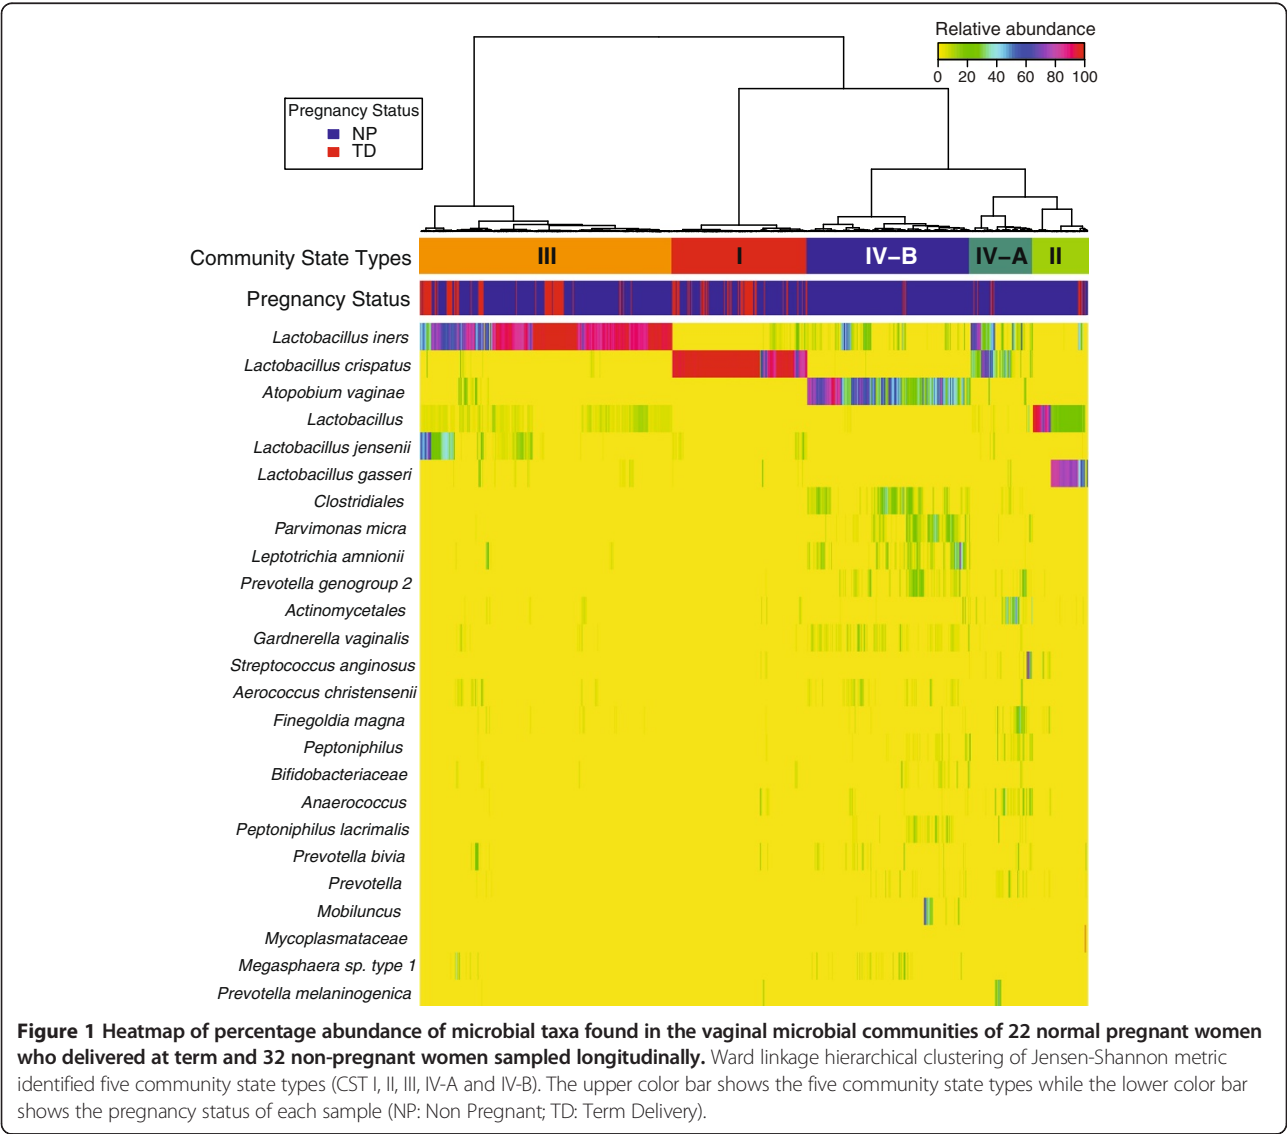 Relative abundance
0 20 40 60 80 100
Pregnancy Status
NP
TD
Community State Types III I IV–B IV–A II
Pregnancy Status
Lactobacillus iners
Lactobacillus crispatus
Atopobium vaginae
Lactobacillus
Lactobacillus jensenii
Lactobacillus gasseri
Clostridiales
Parvimonas micra
Leptotrichia amnionii
Prevotella genogroup 2
Actinomycetales
Gardnerella vaginalis
Streptococcus anginosus
Aerococcus christensenii
Finegoldia magna
Peptoniphilus
Bifidobacteriaceae
Anaerococcus
Peptoniphilus lacrimalis
Prevotella bivia
Prevotella
Mobiluncus
Mycoplasmataceae
Megasphaera sp. type 1
Prevotella melaninogenica
Figure 1 Heatmap of percentage abundance of microbial taxa found in the vaginal microbial communities of 22 normal pregnant women
who delivered at term and 32 non-pregnant women sampled longitudinally. Ward linkage hierarchical clustering of Jensen-Shannon metric
identified five community state types (CST I, II, III, IV-A and IV-B). The upper color bar shows the five community state types while the lower color bar
shows the pregnancy status of each sample (NP: Non Pregnant; TD: Term Delivery).